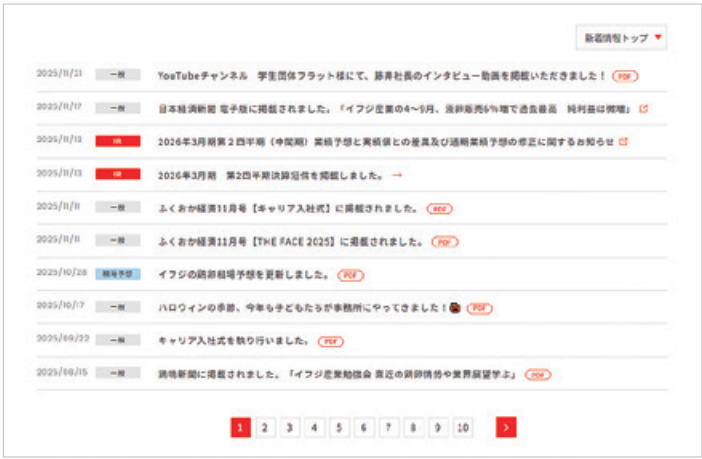 新着情報トップ ▼
2025/11/21 一般 YouTubeチャンネル 学生団体フラット様にて、藤井社長のインタビュー動画を掲載いただきました！ PDF
2025/11/17 一般 日本経済新聞 電子版に掲載されました。「イフジ産業の4〜9月、液卵販売6%増で過去最高 純利益は微増」
2025/11/13 IR 2026年3月期第２四半期（中間期）業績予想と実績値との差異及び通期業績予想の修正に関するお知らせ
2025/11/13 IR 2026年3月期 第2四半期決算短信を掲載しました。 →
2025/11/11 一般 ふくおか経済11月号【キャリア入社式】に掲載されました。 PDF
2025/11/11 一般 ふくおか経済11月号【THE FACE 2025】に掲載されました。 PDF
2025/10/28 相場予想 イフジの鶏卵相場予想を更新しました。 PDF
2025/10/17 一般 ハロウィンの季節、今年も子どもたちが事務所にやってきました！🎃 PDF
2025/09/22 一般 キャリア入社式を執り行いました。 PDF
2025/08/15 一般 鶏鳴新聞に掲載されました。「イフジ産業勉強会 直近の鶏卵情勢や業界展望学ぶ」 PDF
1 2 3 4 5 6 7 8 9 10 >